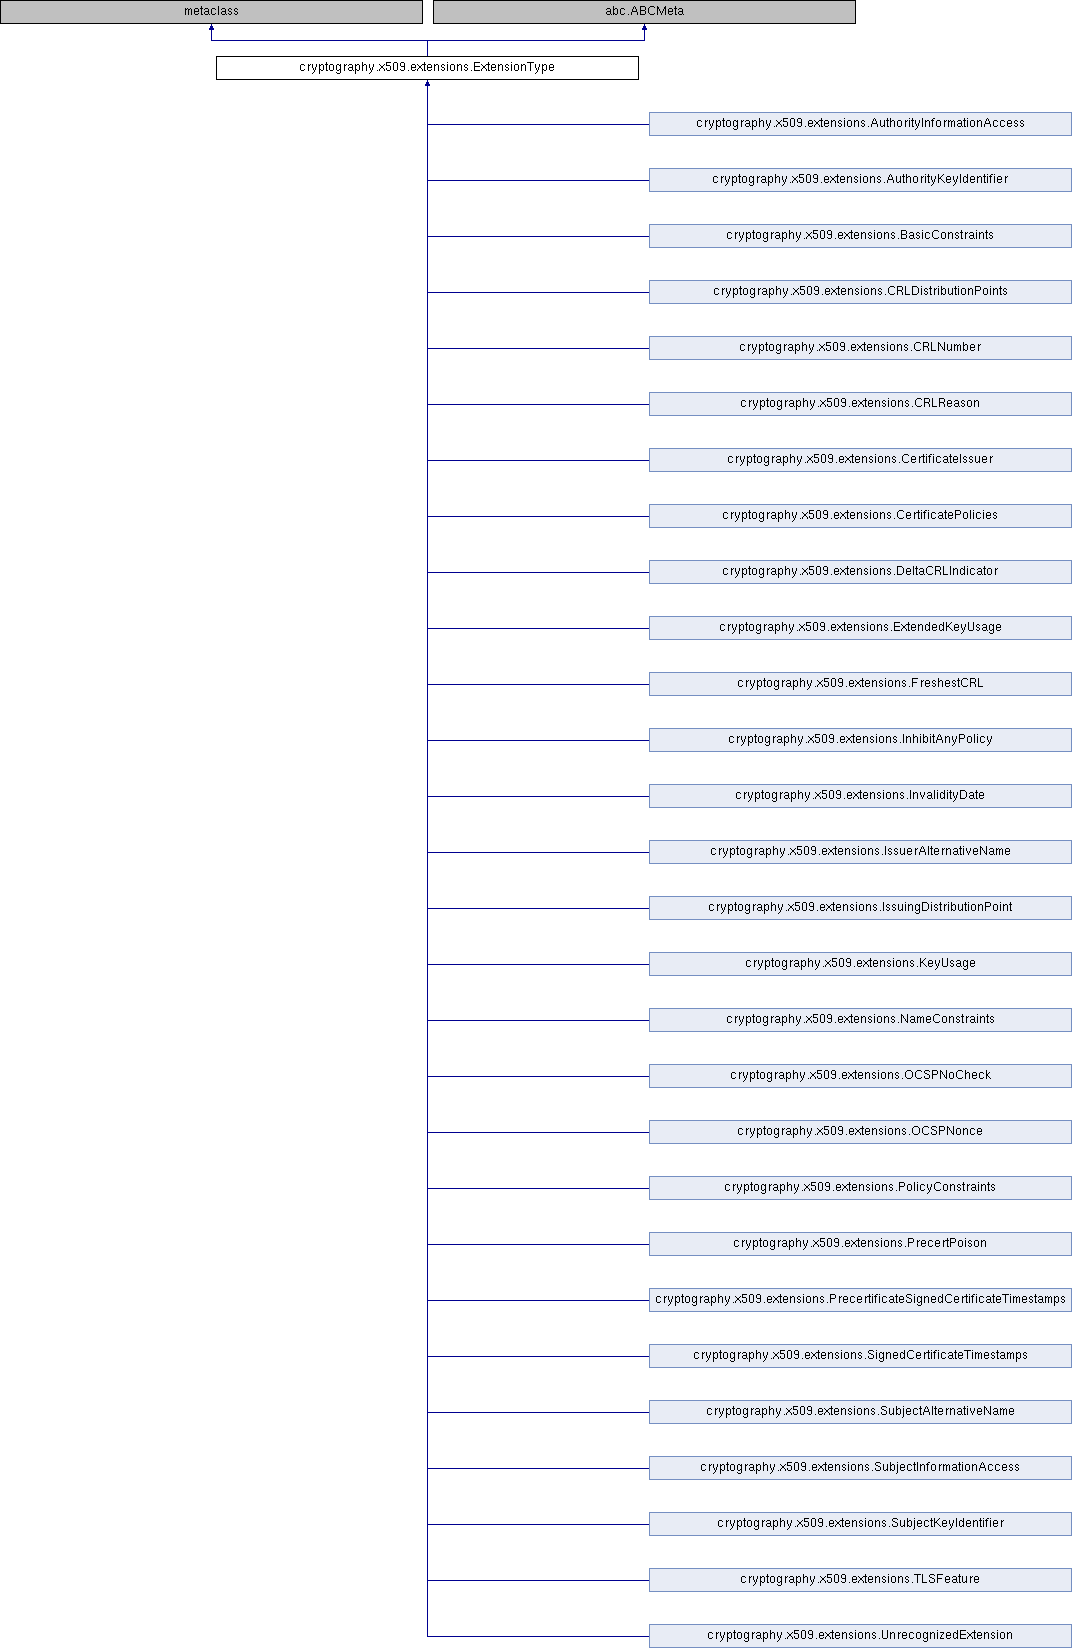 metaclass
abc.ABCMeta
cryptography.x509.extensions.ExtensionType
cryptography.x509.extensions.AuthorityInformationAccess
cryptography.x509.extensions.AuthorityKeyIdentifier
cryptography.x509.extensions.BasicConstraints
cryptography.x509.extensions.CRLDistributionPoints
cryptography.x509.extensions.CRLNumber
cryptography.x509.extensions.CRLReason
cryptography.x509.extensions.CertificateIssuer
cryptography.x509.extensions.CertificatePolicies
cryptography.x509.extensions.DeltaCRLIndicator
cryptography.x509.extensions.ExtendedKeyUsage
cryptography.x509.extensions.FreshestCRL
cryptography.x509.extensions.InhibitAnyPolicy
cryptography.x509.extensions.InvalidityDate
cryptography.x509.extensions.IssuerAlternativeName
cryptography.x509.extensions.IssuingDistributionPoint
cryptography.x509.extensions.KeyUsage
cryptography.x509.extensions.NameConstraints
cryptography.x509.extensions.OCSPNoCheck
cryptography.x509.extensions.OCSPNonce
cryptography.x509.extensions.PolicyConstraints
cryptography.x509.extensions.PrecertPoison
cryptography.x509.extensions.PrecertificateSignedCertificateTimestamps
cryptography.x509.extensions.SignedCertificateTimestamps
cryptography.x509.extensions.SubjectAlternativeName
cryptography.x509.extensions.SubjectInformationAccess
cryptography.x509.extensions.SubjectKeyIdentifier
cryptography.x509.extensions.TLSFeature
cryptography.x509.extensions.UnrecognizedExtension